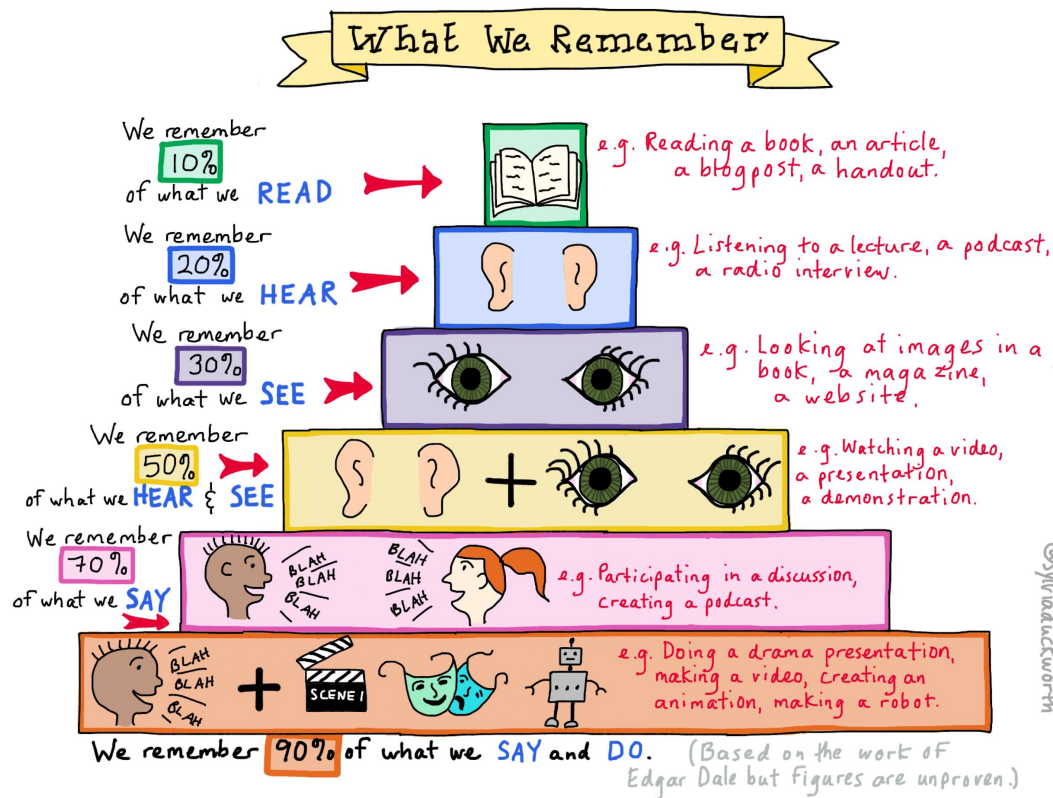 What We Remember
We remember
10%
of what we READ
e.g. Reading a book, an article,
a blogpost, a handout.
We remember
20%
of what we HEAR
e.g. Listening to a lecture, a podcast,
a radio interview.
We remember
30%
of what we SEE
e.g. Looking at images in a
book, a magazine,
a website.
We remember
50%
of what we HEAR & SEE
e.g. Watching a video,
a presentation,
a demonstration.
We remember
70%
of what we SAY
BLAH
BLAH
BLAH
BLAH
BLAH
BLAH
e.g. Participating in a discussion,
creating a podcast.
BLAH
BLAH
BLAH
SCENE 1
e.g. Doing a drama presentation,
making a video, creating an
animation, making a robot.
We remember 90% of what we SAY and DO.
(Based on the work of
Edgar Dale but figures are unproven.)
@sylviaduckworth